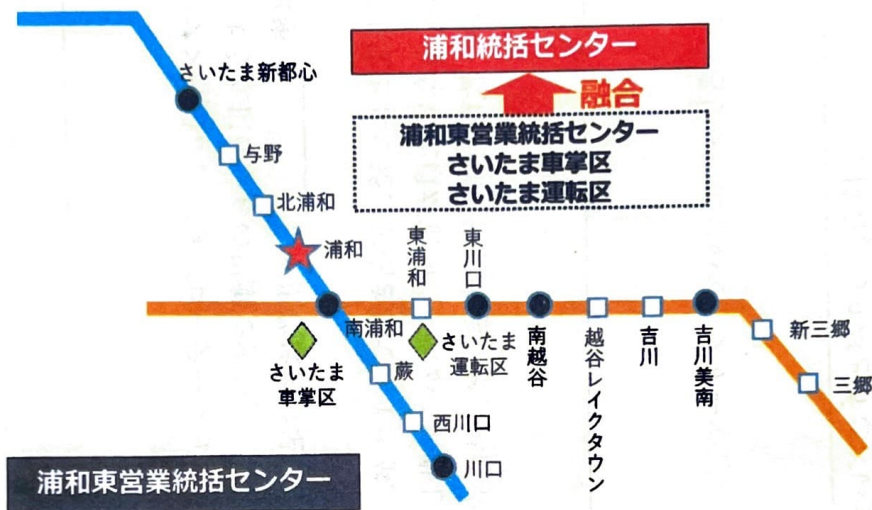 浦和統括センター
融合
浦和東営業統括センター
さいたま車掌区
さいたま運転区
さいたま新都心
与野
北浦和
浦和
東浦和
東川口
南浦和
さいたま
車掌区
さいたま
運転区
南越谷
越谷レイクタウン
吉川
吉川美南
新三郷
三郷
蕨
西川口
川口
浦和東営業統括センター